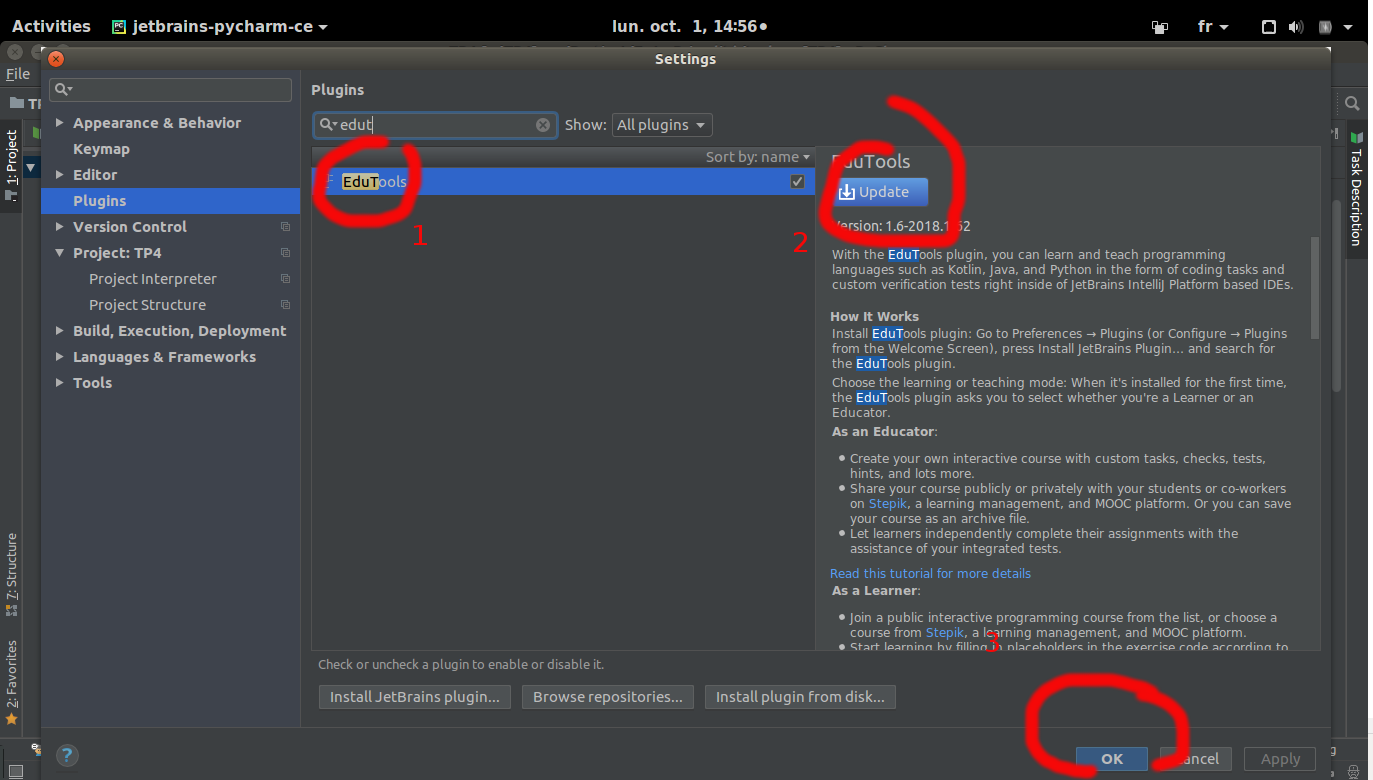 Activities jetbrains-pycharm-ce lun. oct. 1, 14:56 fr
Settings
File
TP
1: Project
7: Structure
2: Favorites
Appearance & Behavior
Keymap
Editor
Plugins
Version Control
Project: TP4
Project Interpreter
Project Structure
Build, Execution, Deployment
Languages & Frameworks
Tools
Plugins
edut
Show: All plugins
Sort by: name
EduTools
1
2
EduTools
Update
Version: 1.6-2018.1
With the EduTools plugin, you can learn and teach programming
languages such as Kotlin, Java, and Python in the form of coding tasks and
custom verification tests right inside of JetBrains IntelliJ Platform based IDEs.
How It Works
Install EduTools plugin: Go to Preferences → Plugins (or Configure → Plugins
from the Welcome Screen), press Install JetBrains Plugin... and search for
the EduTools plugin.
Choose the learning or teaching mode: When it's installed for the first time,
the EduTools plugin asks you to select whether you're a Learner or an
Educator.
As an Educator:
• Create your own interactive course with custom tasks, checks, tests,
hints, and lots more.
• Share your course publicly or privately with your students or co-workers
on Stepik, a learning management, and MOOC platform. Or you can save
your course as an archive file.
• Let learners independently complete their assignments with the
assistance of your integrated tests.
Read this tutorial for more details
As a Learner:
• Join a public interactive programming course from the list, or choose a
course from Stepik, a learning management, and MOOC platform.
• Start learning by filling in placeholders in the exercise code according to
3
Check or uncheck a plugin to enable or disable it.
Install JetBrains plugin... Browse repositories... Install plugin from disk...
? OK Cancel Apply
Task Description